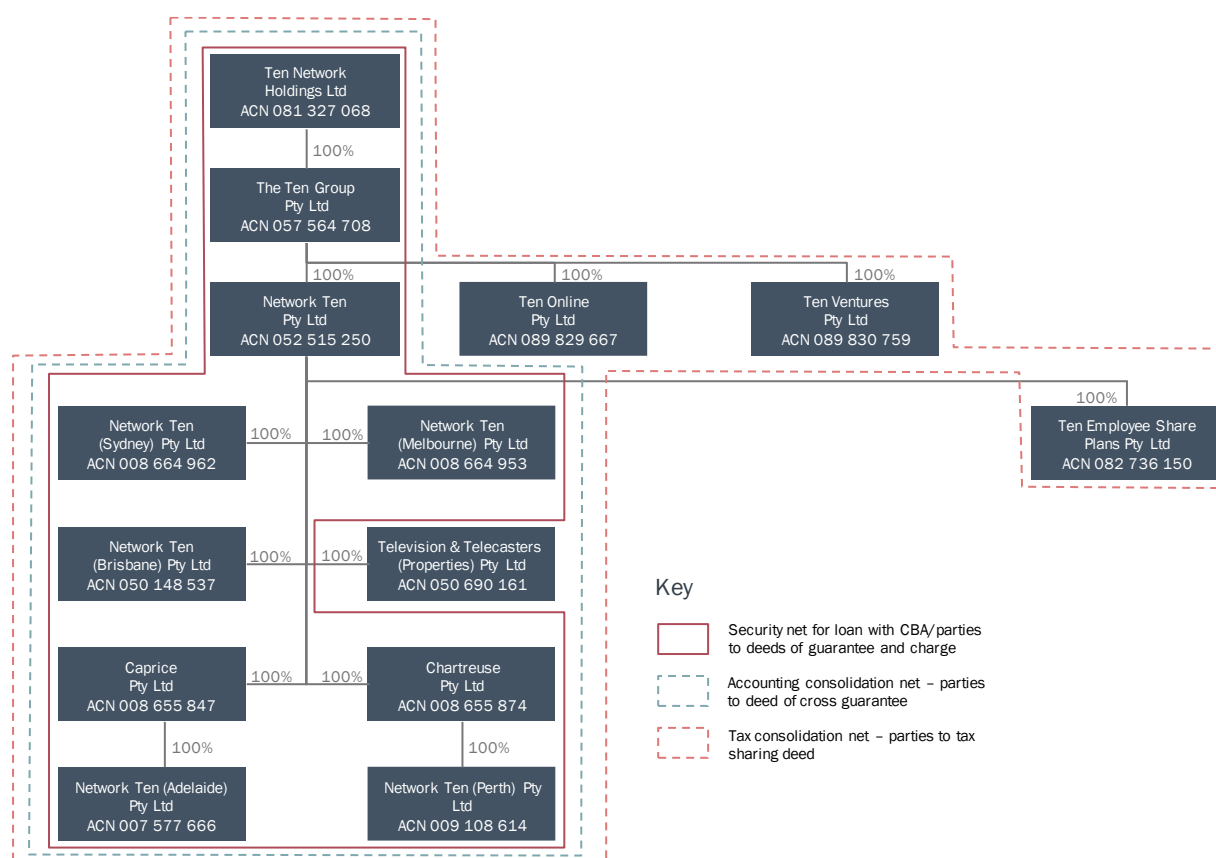 Ten Network
Holdings Ltd
ACN 081 327 068
100%
The Ten Group
Pty Ltd
ACN 057 564 708
100%
100%
100%
Network Ten
Pty Ltd
ACN 052 515 250
Ten Online
Pty Ltd
ACN 089 829 667
Ten Ventures
Pty Ltd
ACN 089 830 759
100%
Network Ten
(Sydney) Pty Ltd
ACN 008 664 962
100%
100%
Network Ten
(Melbourne) Pty Ltd
ACN 008 664 953
Ten Employee Share
Plans Pty Ltd
ACN 082 736 150
Network Ten
(Brisbane) Pty Ltd
ACN 050 148 537
100%
100%
Television & Telecasters
(Properties) Pty Ltd
ACN 050 690 161
Caprice
Pty Ltd
ACN 008 655 847
100%
100%
Chartreuse
Pty Ltd
ACN 008 655 874
100%
100%
Network Ten (Adelaide)
Pty Ltd
ACN 007 577 666
Network Ten (Perth) Pty
Ltd
ACN 009 108 614
Key
Security net for loan with CBA/parties
to deeds of guarantee and charge
Accounting consolidation net – parties
to deed of cross guarantee
Tax consolidation net – parties to tax
sharing deed